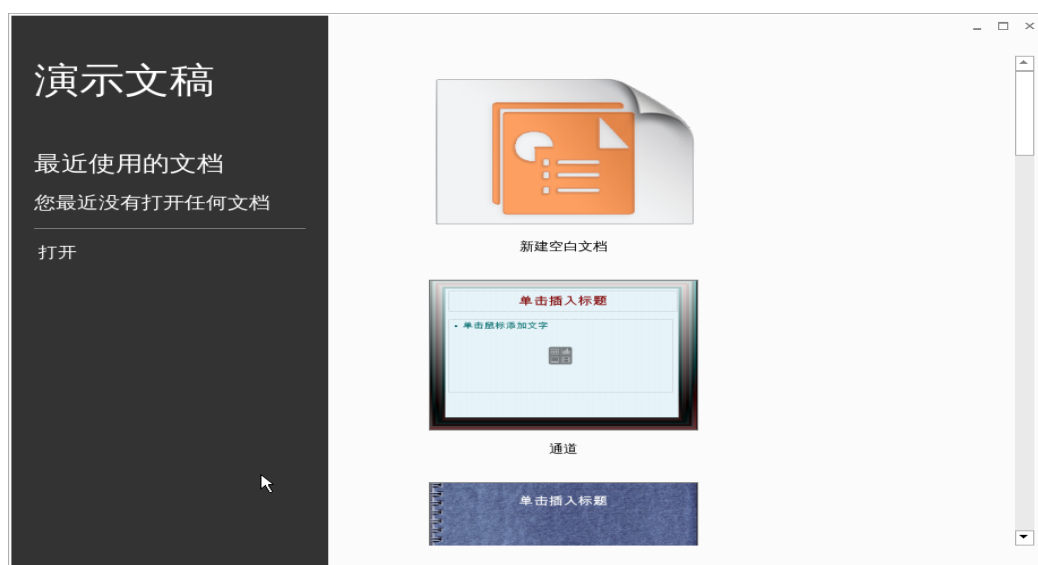 演示文稿
最近使用的文档
您最近没有打开任何文档
打开
新建空白文档
单击插入标题
• 单击鼠标添加文字
通道
单击插入标题